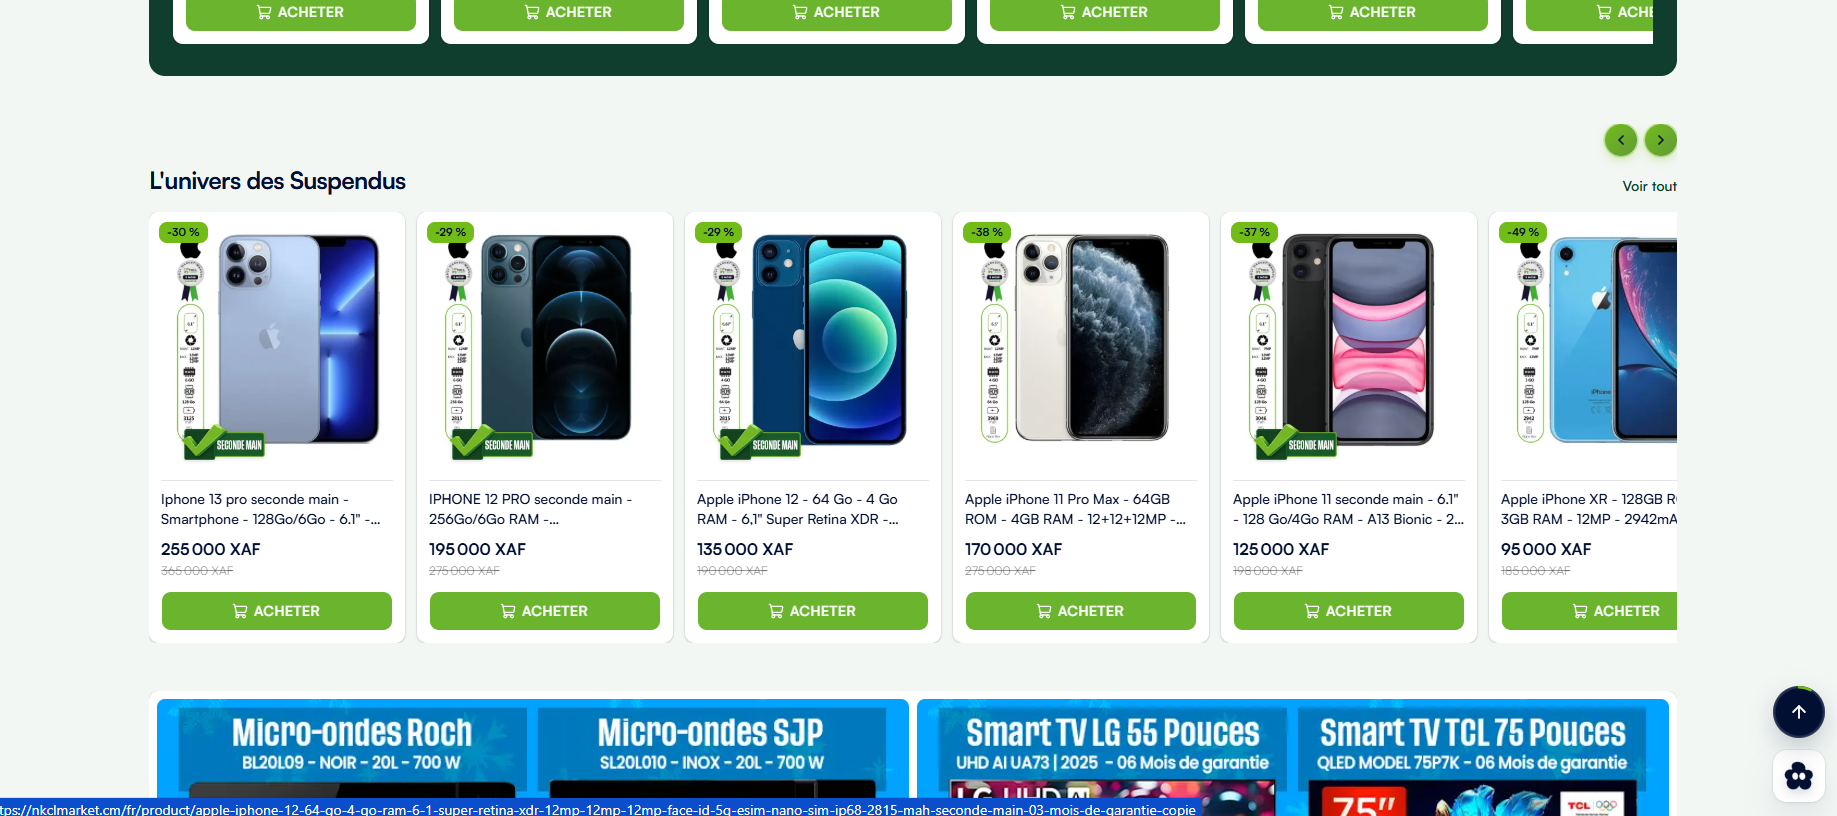 ACHETER
ACHETER
ACHETER
ACHETER
ACHETER
ACHE
L'univers des Suspendus
Voir tout
-30 %
-29 %
-29 %
-38 %
-37 %
-49 %
SECONDE MAIN
SECONDE MAIN
SECONDE MAIN
SECONDE MAIN
Iphone 13 pro seconde main -
Smartphone - 128Go/6Go - 6.1" -...
255 000 XAF
365 000 XAF
ACHETER
IPHONE 12 PRO seconde main -
256Go/6Go RAM -...
195 000 XAF
275 000 XAF
ACHETER
Apple iPhone 12 - 64 Go - 4 Go
RAM - 6,1" Super Retina XDR -...
135 000 XAF
190 000 XAF
ACHETER
Apple iPhone 11 Pro Max - 64GB
ROM - 4GB RAM - 12+12+12MP -...
170 000 XAF
275 000 XAF
ACHETER
Apple iPhone 11 seconde main - 6.1"
- 128 Go/4Go RAM - A13 Bionic - 2...
125 000 XAF
198 000 XAF
ACHETER
Apple iPhone XR - 128GB R
3GB RAM - 12MP - 2942mA
95 000 XAF
185 000 XAF
ACHETER
Micro-ondes Roch
BL20L09 - NOIR - 20L - 700 W
Micro-ondes SJP
SL20L010 - INOX - 20L - 700 W
Smart TV LG 55 Pouces
UHD AI UA73 | 2025 - 06 Mois de garantie
Smart TV TCL 75 Pouces
QLED MODEL 75P7K - 06 Mois de garantie
LG UHD AI
75"
TCL
tps://nkclmarket.cm/fr/product/apple-iphone-12-64-go-4-go-ram-6-1-super-retina-xdr-12mp-12mp-12mp-face-id-5g-esim-nano-sim-ip68-2815-mah-seconde-main-03-mois-de-garantie-copie